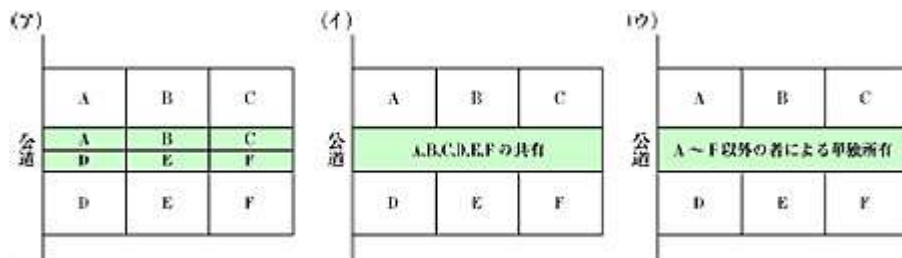 (ア)
(イ)
(ウ)
A B C
A B C
D E F
D E F
公道
A B C
A,B,C,D,E,F の共有
D E F
公道
A B C
A～F以外の者による単独所有
D E F
公道